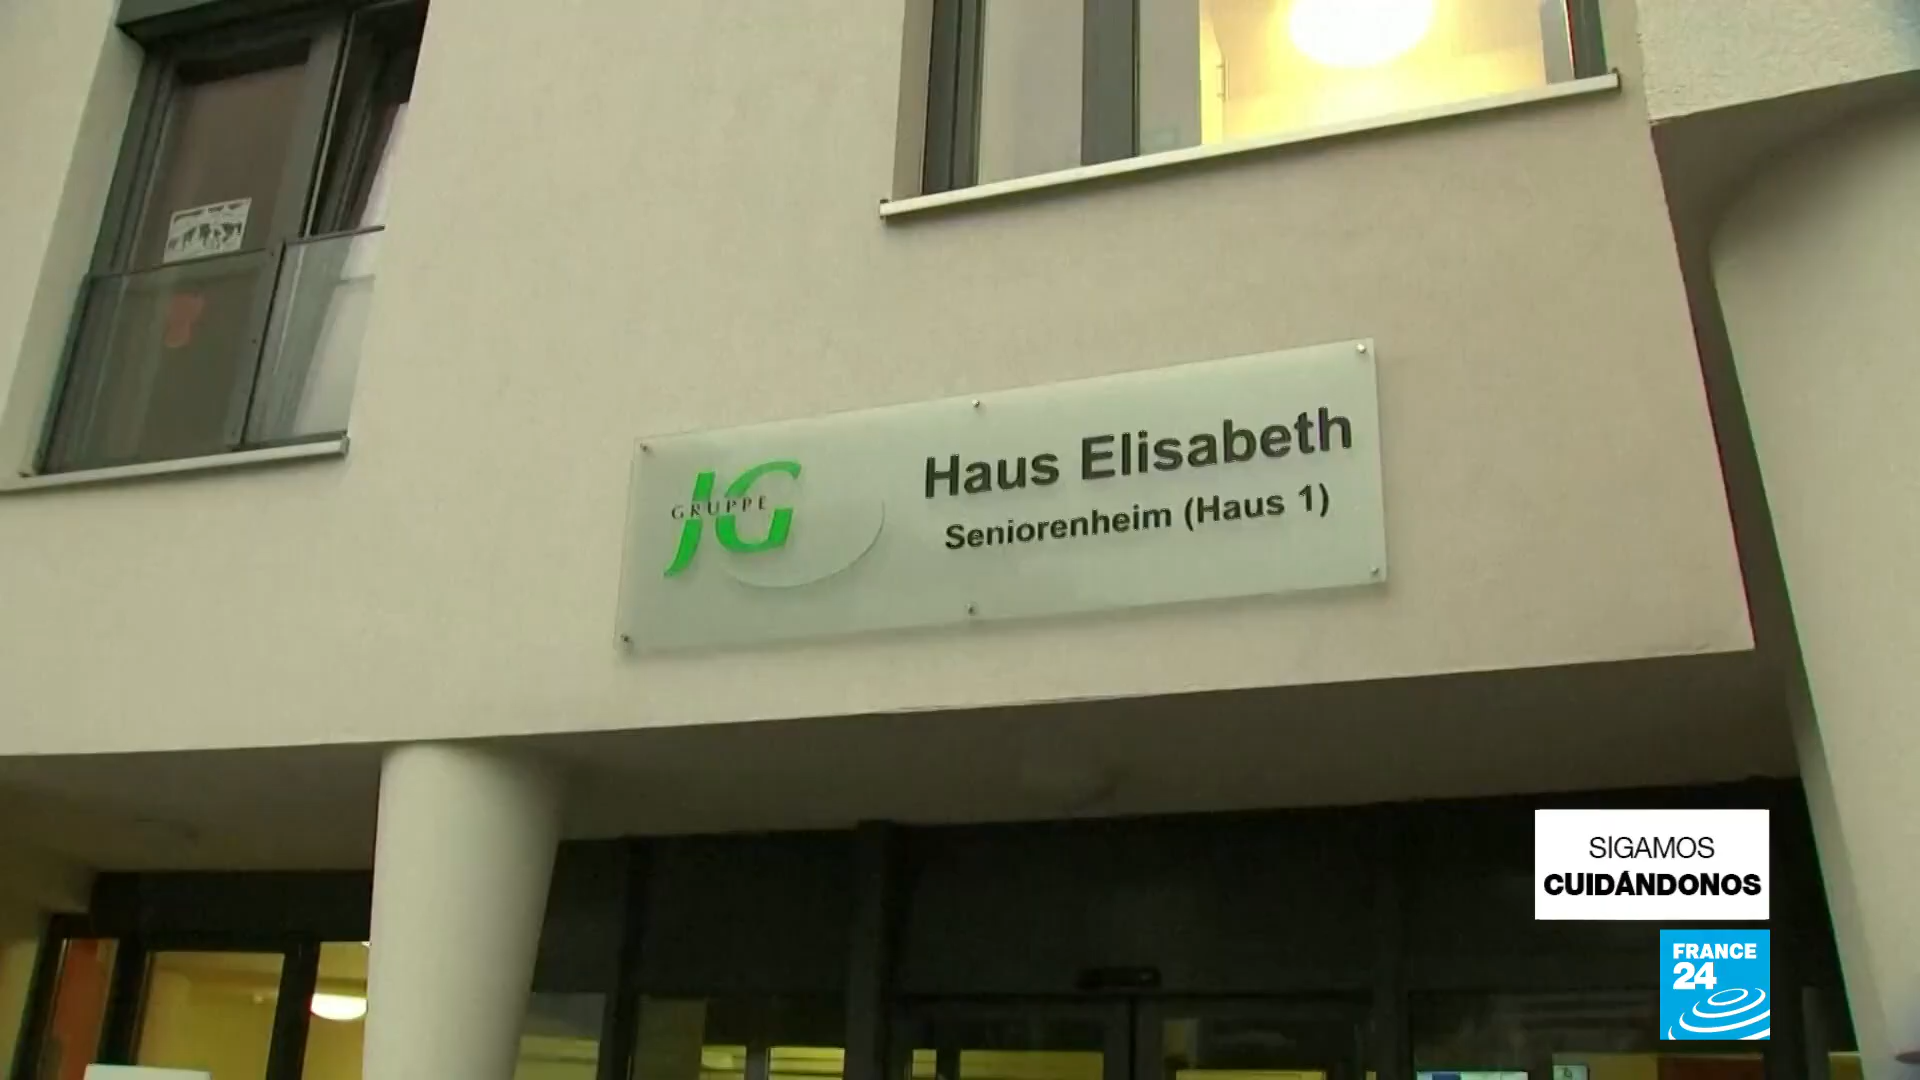 JG
GRUPPE
Haus Elisabeth
Seniorenheim (Haus 1)
SIGAMOS
CUIDÁNDONOS
FRANCE
24